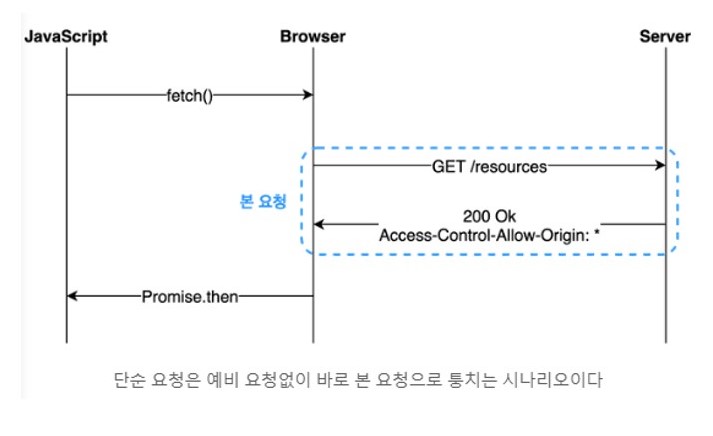 JavaScript
Browser
Server
fetch()
GET /resources
본 요청
200 Ok
Access-Control-Allow-Origin: *
Promise.then
단순 요청은 예비 요청없이 바로 본 요청으로 퉁치는 시나리오이다